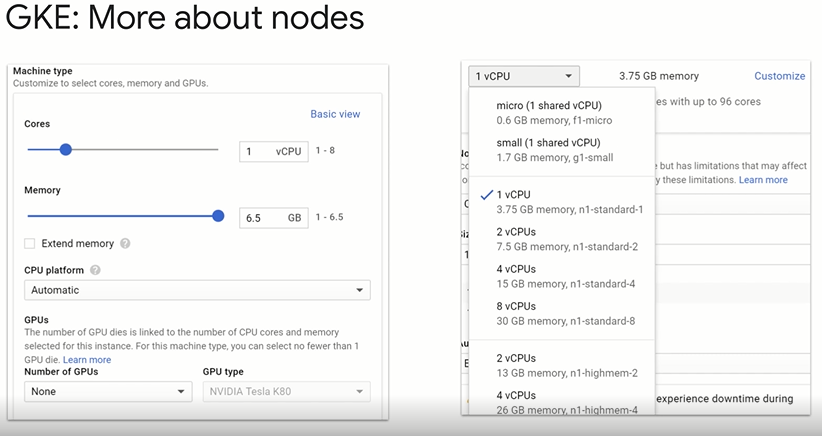 GKE: More about nodes
Machine type
Customize to select cores, memory and GPUs.
Basic view
Cores
1 vCPU 1 - 8
Memory
6.5 GB 1 - 6.5
Extend memory ?
CPU platform ?
Automatic
GPUs
The number of GPU dies is linked to the number of CPU cores and memory
selected for this instance. For this machine type, you can select no fewer than 1
GPU die. Learn more
Number of GPUs GPU type
None NVIDIA Tesla K80
1 vCPU 3.75 GB memory Customize
es with up to 96 cores
micro (1 shared vCPU)
0.6 GB memory, f1-micro
small (1 shared vCPU)
1.7 GB memory, g1-small
but has limitations that may affect
y these limitations. Learn more
1 vCPU
3.75 GB memory, n1-standard-1
2 vCPUs
7.5 GB memory, n1-standard-2
4 vCPUs
15 GB memory, n1-standard-4
8 vCPUs
30 GB memory, n1-standard-8
2 vCPUs
13 GB memory, n1-highmem-2
4 vCPUs
26 GB memory, n1-highmem-4
experience downtime during